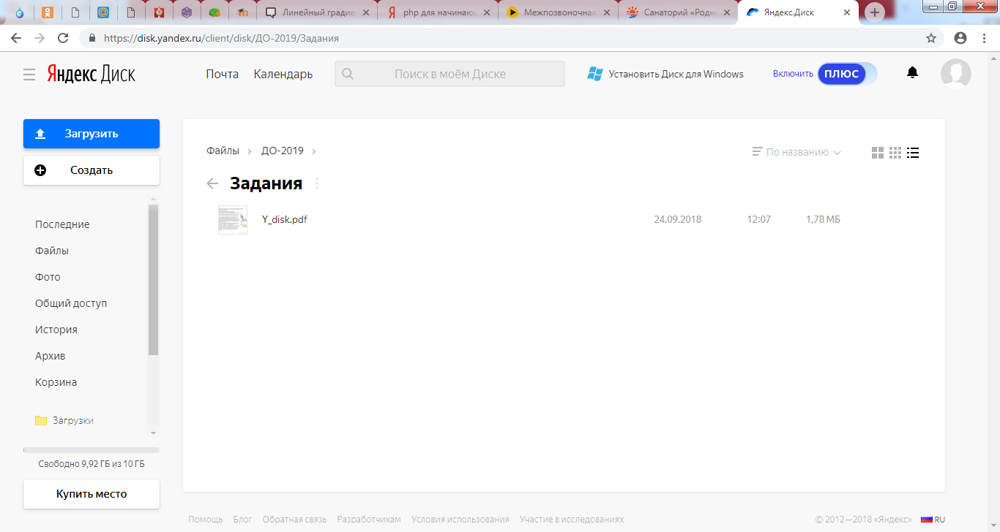 Линейный градие
php для начинаю
Межпозвоночная
Санаторий «Родн
Яндекс.Диск
https://disk.yandex.ru/client/disk/ДО-2019/Задания
Яндекс Диск
Почта
Календарь
Поиск в моём Диске
Установить Диск для Windows
Включить
ПЛЮС
Загрузить
Создать
Последние
Файлы
Фото
Общий доступ
История
Архив
Корзина
Загрузки
Свободно 9,92 ГБ из 10 ГБ
Купить место
Файлы > ДО-2019 >
По названию
Задания
Y_disk.pdf 24.09.2018 12:07 1,78 МБ
Помощь Блог Обратная связь Разработчикам Условия использования Участие в исследованиях
© 2012—2018 «Яндекс»
RU